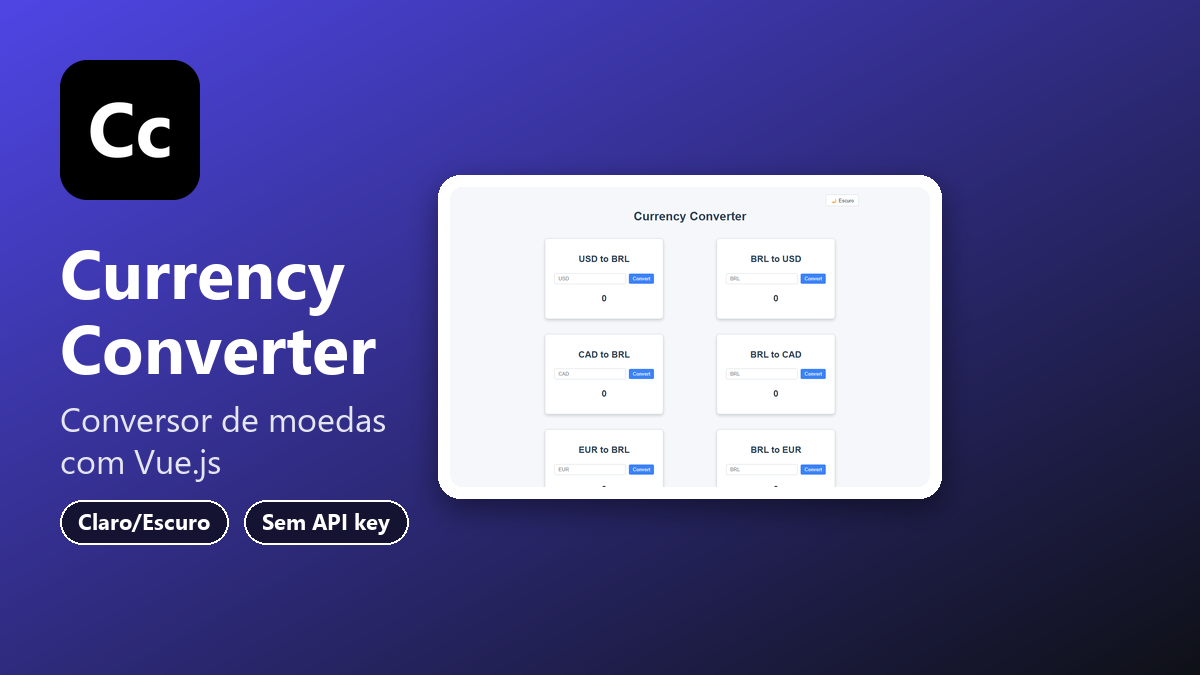 Cc
Currency
Converter
Conversor de moedas
com Vue.js
Claro/Escuro
Sem API key
Escuro
Currency Converter
USD to BRL
USD
Convert
0
BRL to USD
BRL
Convert
0
CAD to BRL
CAD
Convert
0
BRL to CAD
BRL
Convert
0
EUR to BRL
EUR
Convert
BRL to EUR
BRL
Convert